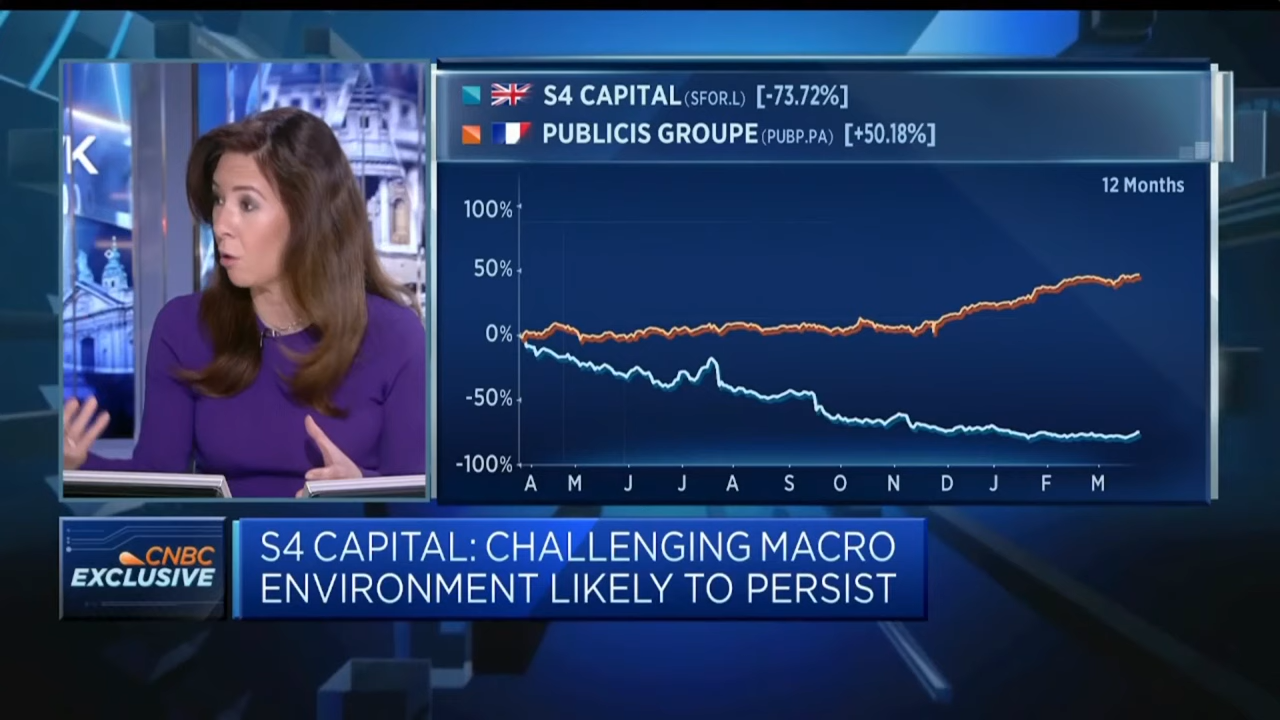 K
S4 CAPITAL (SFOR.L) [-73.72%]
PUBLICIS GROUPE (PUBP.PA) [+50.18%]
12 Months
100%
50%
0%
-50%
-100%
A M J J A S O N D J F M
CNBC
EXCLUSIVE
S4 CAPITAL: CHALLENGING MACRO
ENVIRONMENT LIKELY TO PERSIST